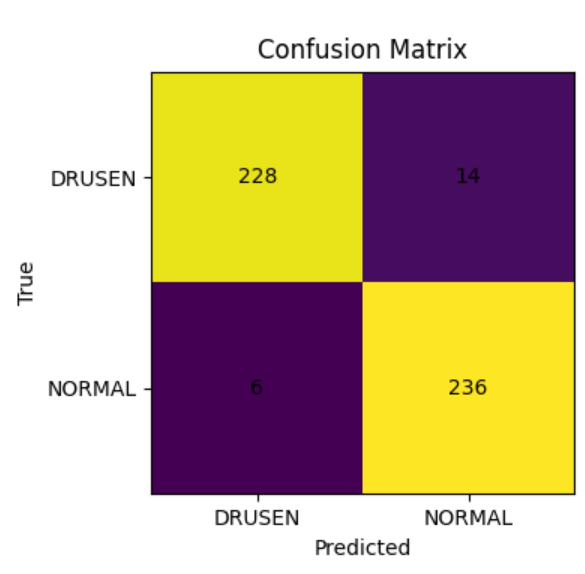 Confusion Matrix
True
DRUSEN 228 14
NORMAL 6 236
DRUSEN NORMAL
Predicted